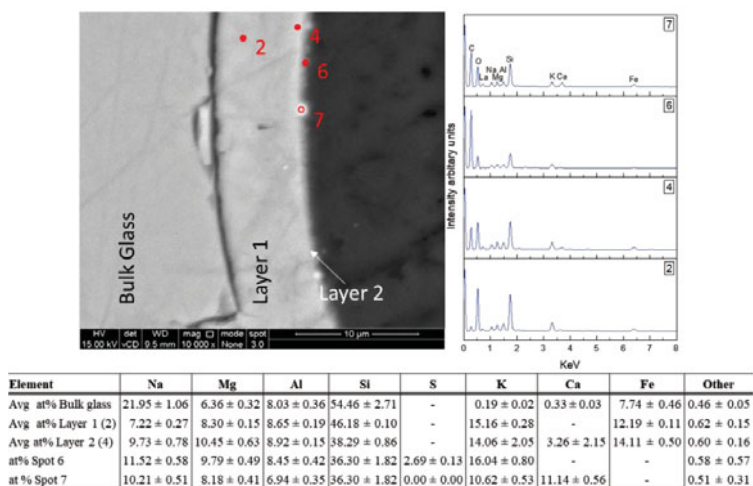 2
4
6
7
Bulk Glass
Layer 1
Layer 2
HV det WD mag □ mode spot
15.00 kV vCD 9.5 mm 10 000 x None 3.0
10 µm
Intensity arbitary units
7
C
O
La
Na
Mg
Al
Si
K
Ca
Fe
6
4
2
0 1 2 3 4 5 6 7 8
KeV
Element Na Mg Al Si S K Ca Fe Other
Avg at% Bulk glass 21.95 ± 1.06 6.36 ± 0.32 8.03 ± 0.36 54.46 ± 2.71 - 0.19 ± 0.02 0.33 ± 0.03 7.74 ± 0.46 0.46 ± 0.05
Avg at% Layer 1 (2) 7.22 ± 0.27 8.30 ± 0.15 8.65 ± 0.19 46.18 ± 0.10 - 15.16 ± 0.28 - 12.19 ± 0.11 0.62 ± 0.15
Avg at% Layer 2 (4) 9.73 ± 0.78 10.45 ± 0.63 8.92 ± 0.15 38.29 ± 0.86 - 14.06 ± 2.05 3.26 ± 2.15 14.11 ± 0.50 0.60 ± 0.16
at% Spot 6 11.52 ± 0.58 9.79 ± 0.49 8.45 ± 0.42 36.30 ± 1.82 2.69 ± 0.13 16.04 ± 0.80 - 0.58 ± 0.57
at% Spot 7 10.21 ± 0.51 8.18 ± 0.41 6.94 ± 0.35 36.30 ± 1.82 0.00 ± 0.00 10.62 ± 0.53 11.14 ± 0.56 - 0.51 ± 0.31